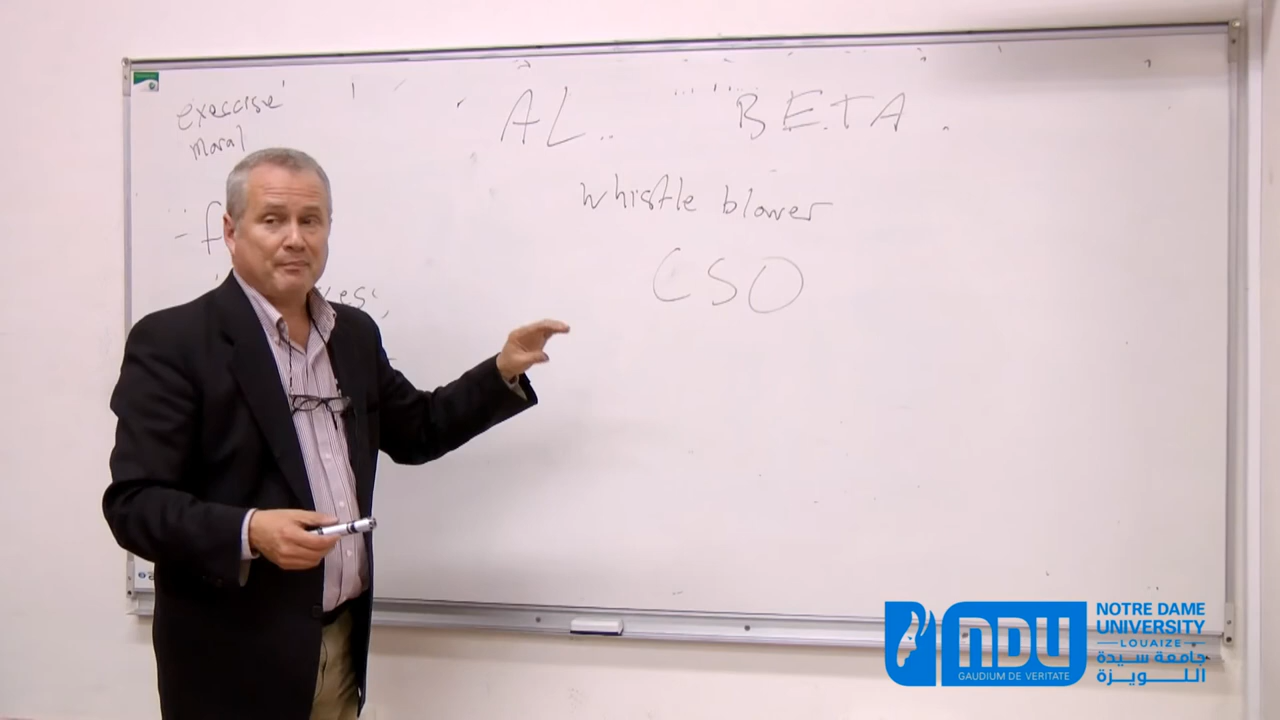 exercise
moral
AL.. BETA.
whistle blower
CSO
NDU
GAUDIUM DE VERITATE
NOTRE DAME
UNIVERSITY
LOUAIZE
جامعة سيدة
اللويزة